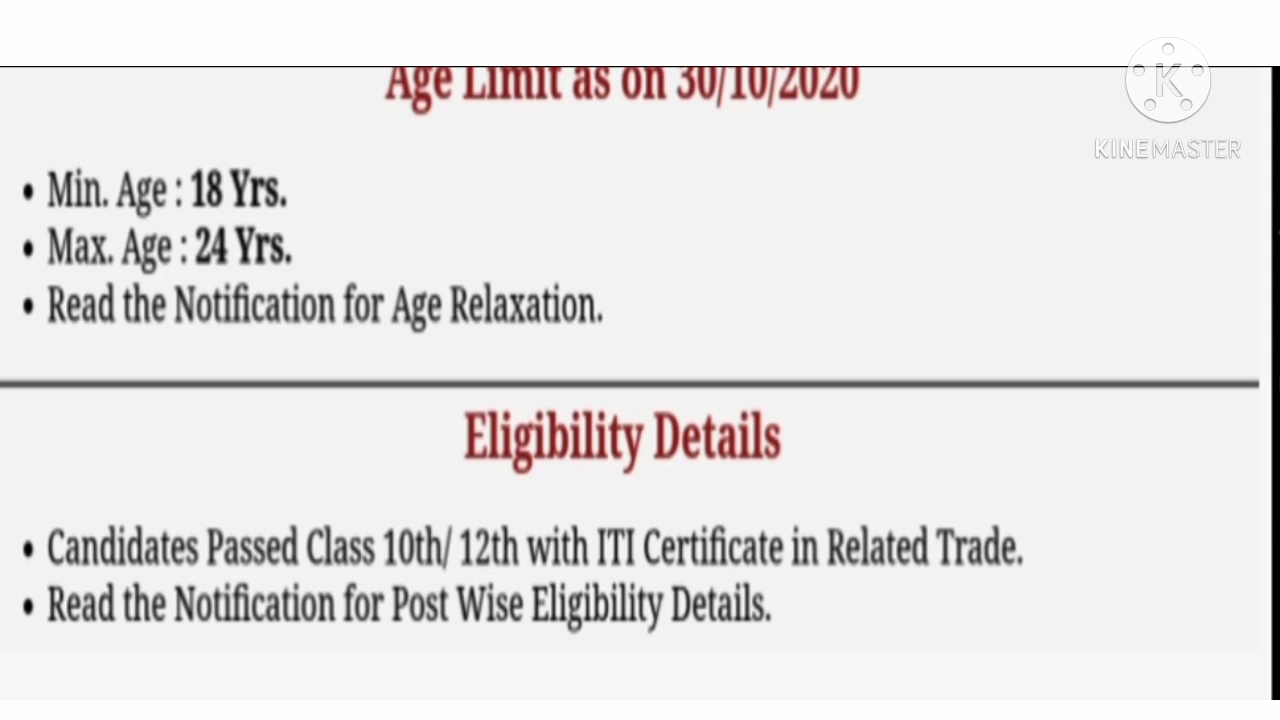 Age Limit as on 30/10/2020
KINEMASTER
• Min. Age : 18 Yrs.
• Max. Age : 24 Yrs.
• Read the Notification for Age Relaxation.
Eligibility Details
• Candidates Passed Class 10th/ 12th with ITI Certificate in Related Trade.
• Read the Notification for Post Wise Eligibility Details.